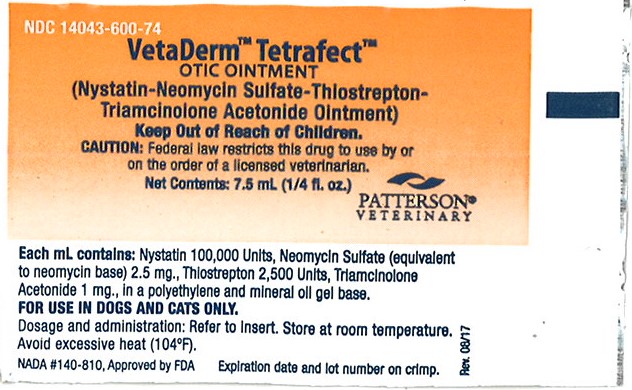 NDC 14043-600-74
VetaDerm™ Tetrafect™
OTIC OINTMENT
(Nystatin-Neomycin Sulfate-Thiostrepton-
Triamcinolone Acetonide Ointment)
Keep Out of Reach of Children.
CAUTION: Federal law restricts this drug to use by or
on the order of a licensed veterinarian.
Net Contents: 7.5 mL (1/4 fl. oz.)
PATTERSON®
VETERINARY
Each mL contains: Nystatin 100,000 Units, Neomycin Sulfate (equivalent
to neomycin base) 2.5 mg., Thiostrepton 2,500 Units, Triamcinolone
Acetonide 1 mg., in a polyethylene and mineral oil gel base.
FOR USE IN DOGS AND CATS ONLY.
Dosage and administration: Refer to Insert. Store at room temperature.
Avoid excessive heat (104ºF).
NADA #140-810, Approved by FDA
Expiration date and lot number on crimp.
Rev. 08/17